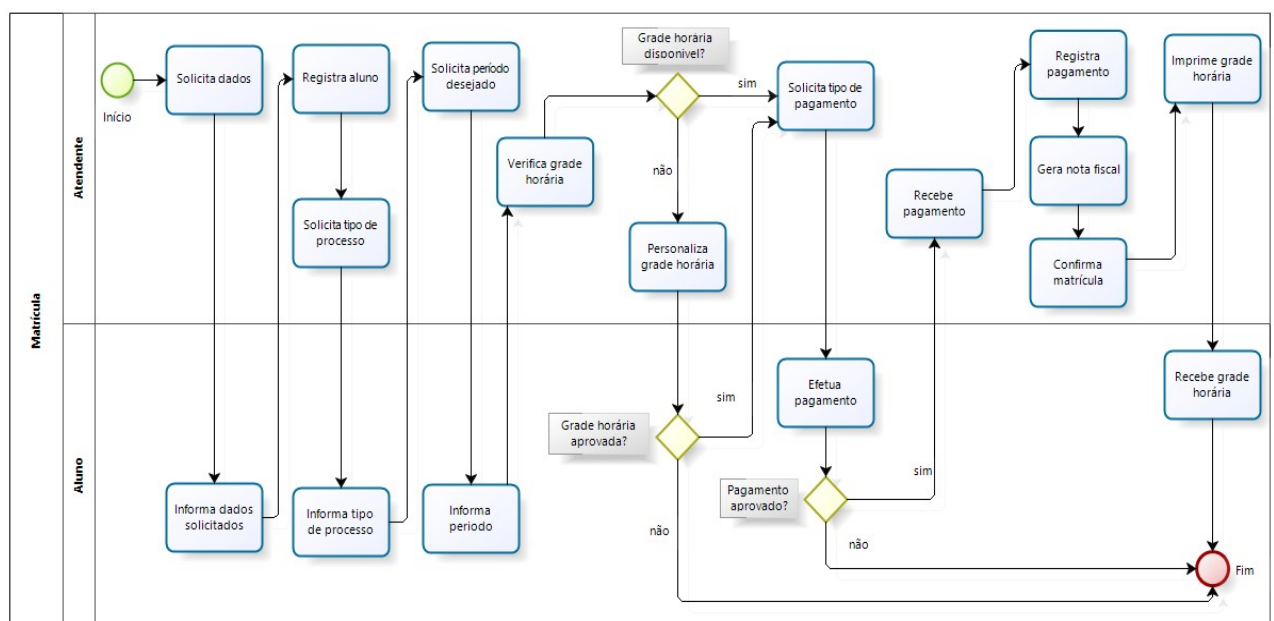 Matrícula
Atendente
Início
Solicita dados
Registra aluno
Solicita tipo de
processo
Solicita período
desejado
Verifica grade
horária
Grade horária
disponivel?
sim
não
Solicita tipo de
pagamento
Personaliza
grade horária
Recebe
pagamento
Registra
pagamento
Gera nota fiscal
Confirma
matrícula
Imprime grade
horária
Aluno
Informa dados
solicitados
Informa tipo
de processo
Informa
periodo
Grade horária
aprovada?
sim
não
Efetua
pagamento
Pagamento
aprovado?
sim
não
Recebe grade
horária
Fim